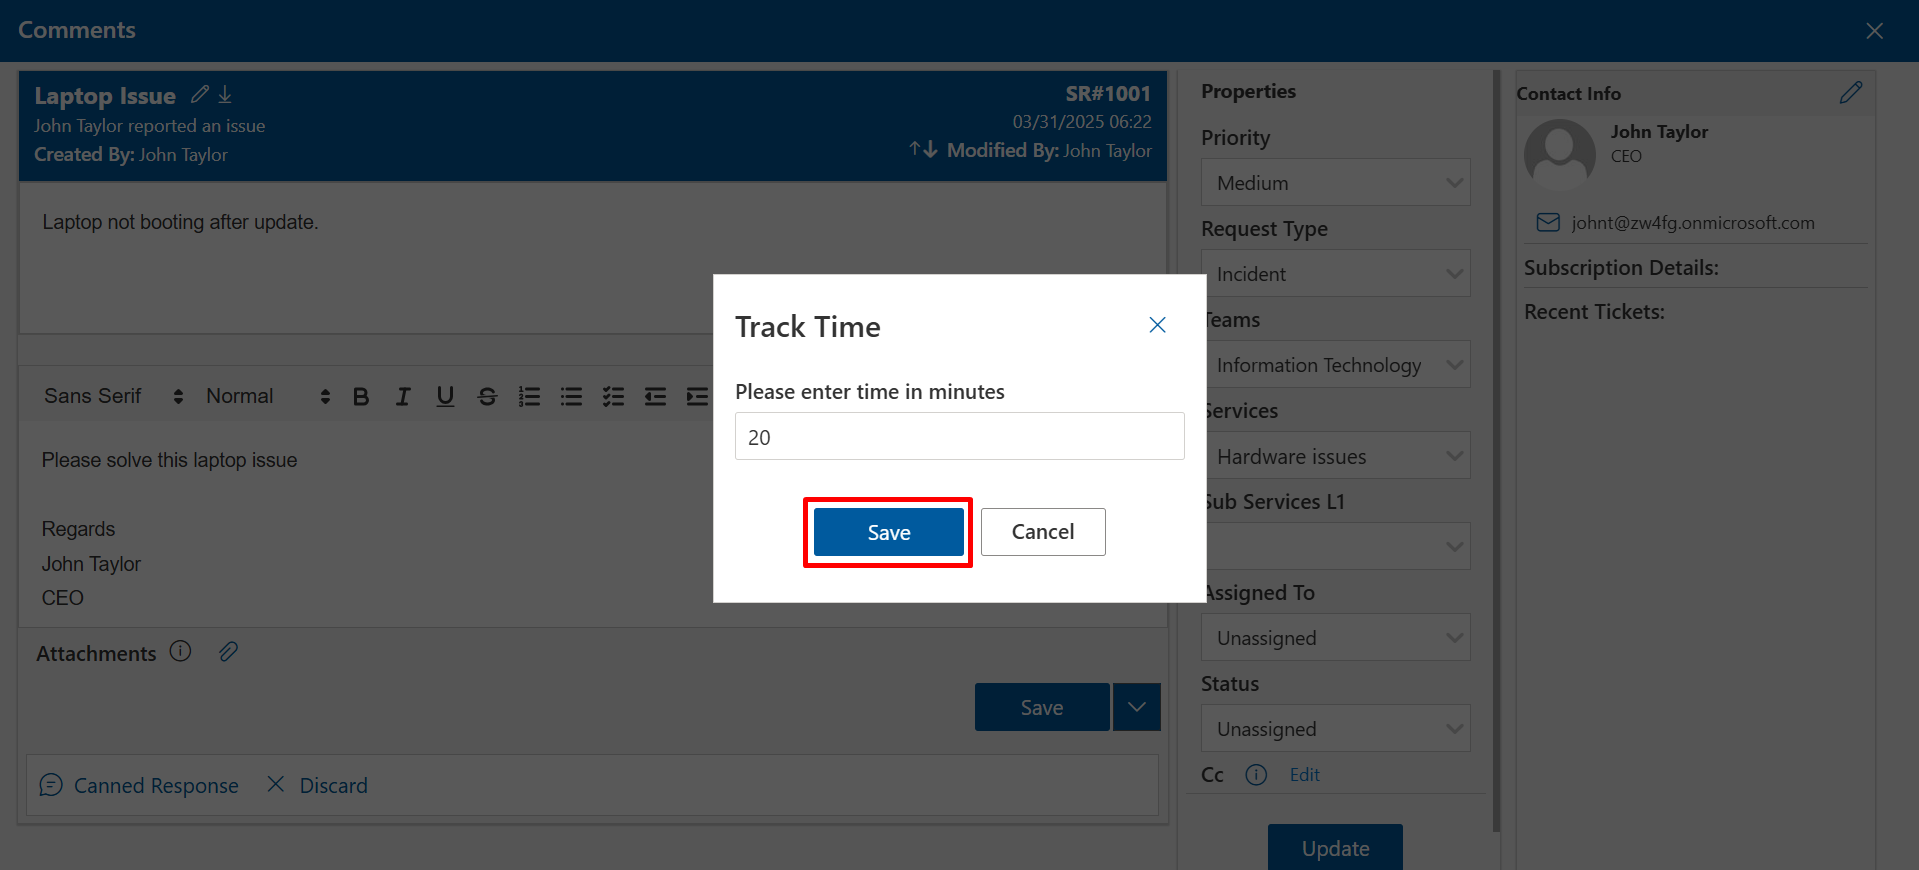 Comments
Laptop Issue
SR#1001
John Taylor reported an issue
03/31/2025 06:22
Created By: John Taylor
Modified By: John Taylor
Laptop not booting after update.
Sans Serif
Normal
Please solve this laptop issue
Regards
John Taylor
CEO
Attachments
Save
Canned Response
Discard
Track Time
Please enter time in minutes
20
Save
Cancel
Properties
Priority
Medium
Request Type
Incident
Teams
Information Technology
Services
Hardware issues
Sub Services L1
Assigned To
Unassigned
Status
Unassigned
Cc
Edit
Update
Contact Info
John Taylor
CEO
johnt@zw4fg.onmicrosoft.com
Subscription Details:
Recent Tickets: